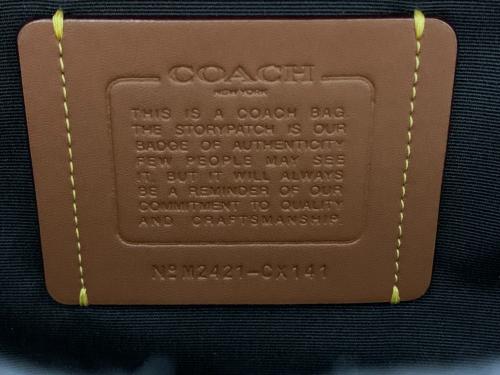 COACH
NEW YORK
THIS IS A COACH BAG.
THE STORYPATCH IS OUR
BADGE OF AUTHENTICITY
FEW PEOPLE MAY SEE
IT, BUT IT WILL ALWAYS
BE A REMINDER OF OUR
COMMITMENT TO QUALITY
AND CRAFTSMANSHIP.
Nº M2421-CX141